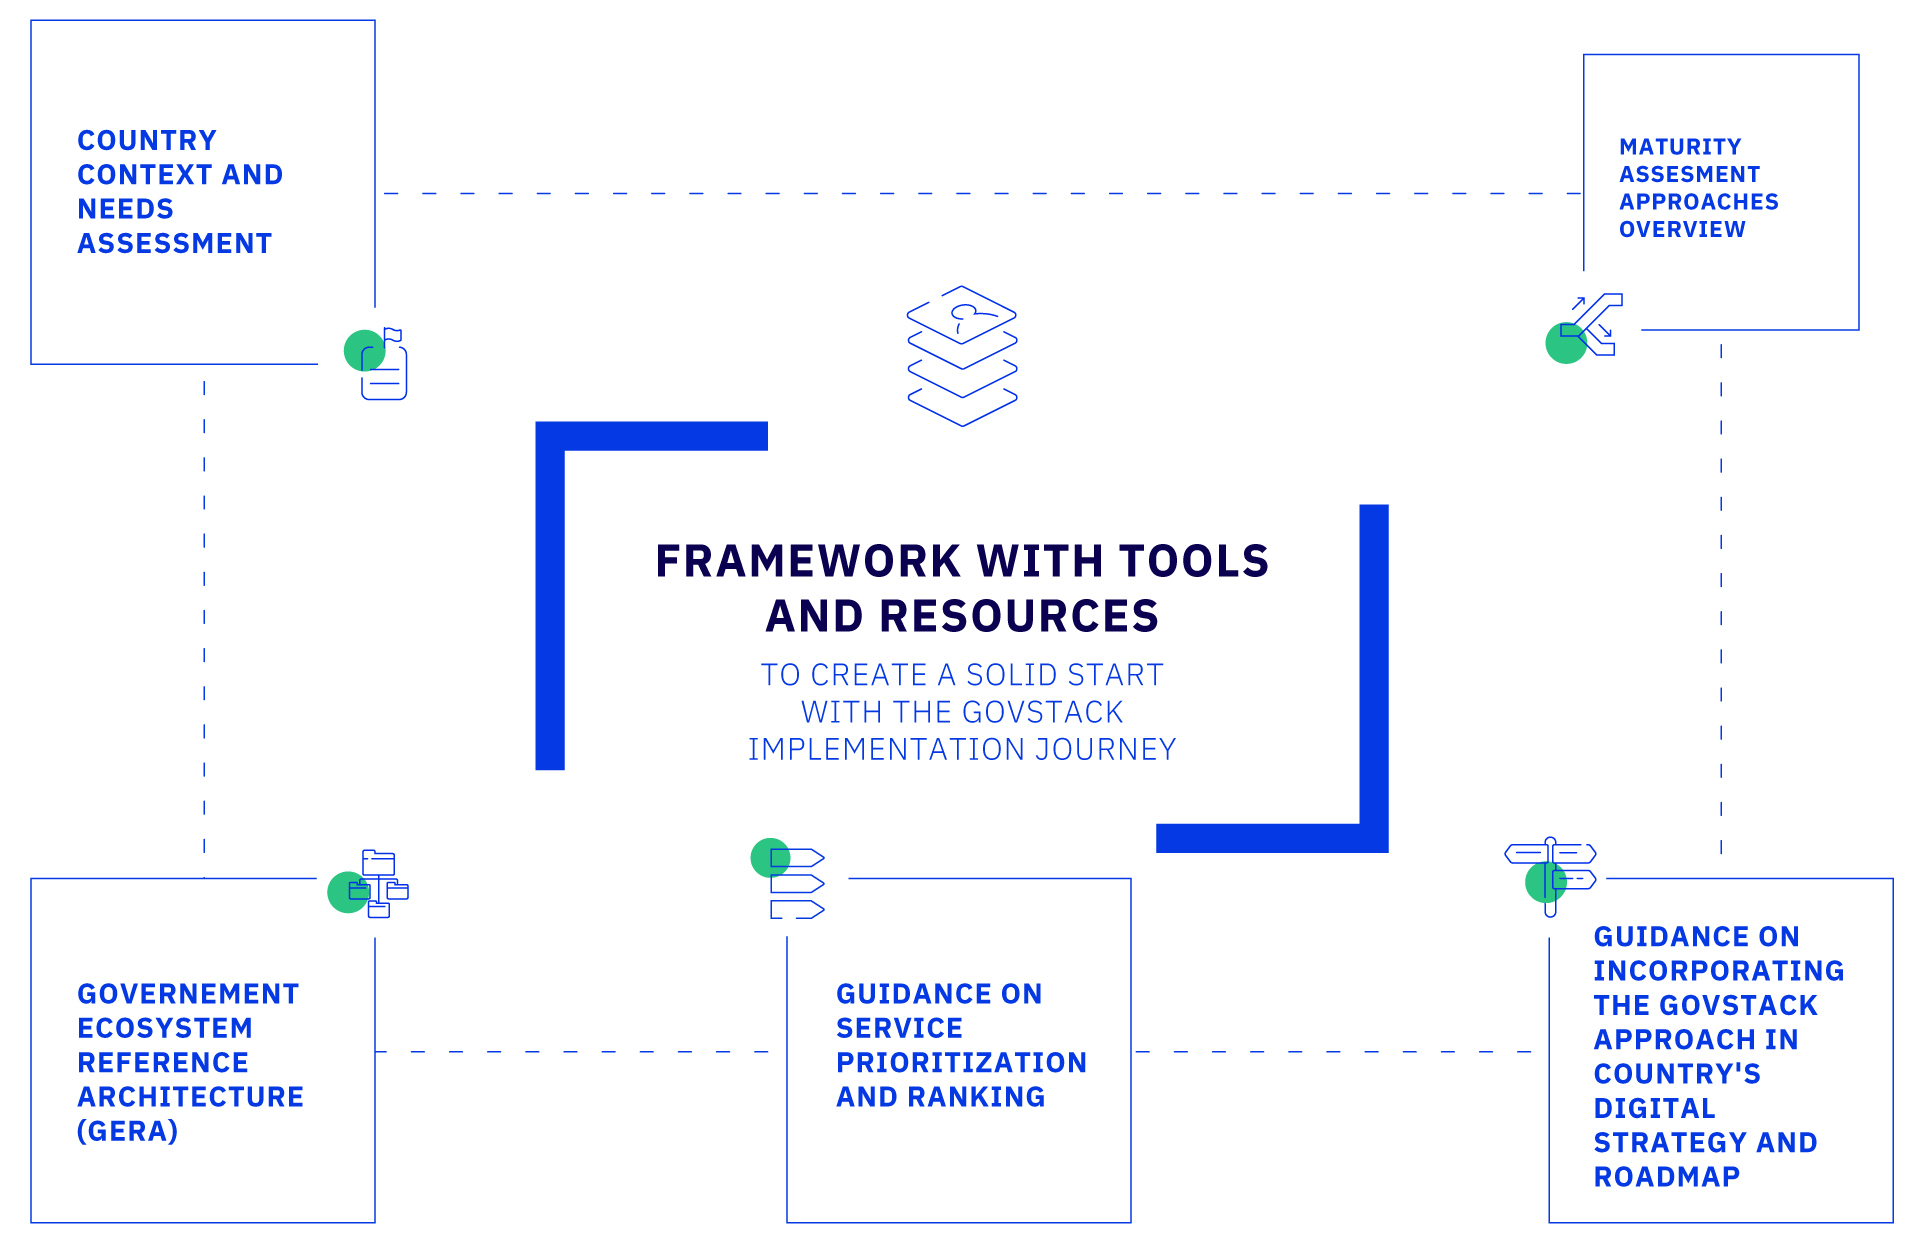 COUNTRY
CONTEXT AND
NEEDS
ASSESSMENT
MATURITY
ASSESMENT
APPROACHES
OVERVIEW
FRAMEWORK WITH TOOLS
AND RESOURCES
TO CREATE A SOLID START
WITH THE GOVSTACK
IMPLEMENTATION JOURNEY
GOVERNEMENT
ECOSYSTEM
REFERENCE
ARCHITECTURE
(GERA)
GUIDANCE ON
SERVICE
PRIORITIZATION
AND RANKING
GUIDANCE ON
INCORPORATING
THE GOVSTACK
APPROACH IN
COUNTRY'S
DIGITAL
STRATEGY AND
ROADMAP